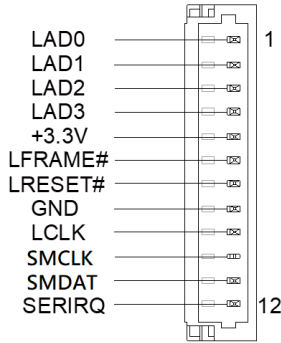 LAD0 1
LAD1
LAD2
LAD3
+3.3V
LFRAME#
LRESET#
GND
LCLK
SMCLK
SMDAT
SERIRQ 12